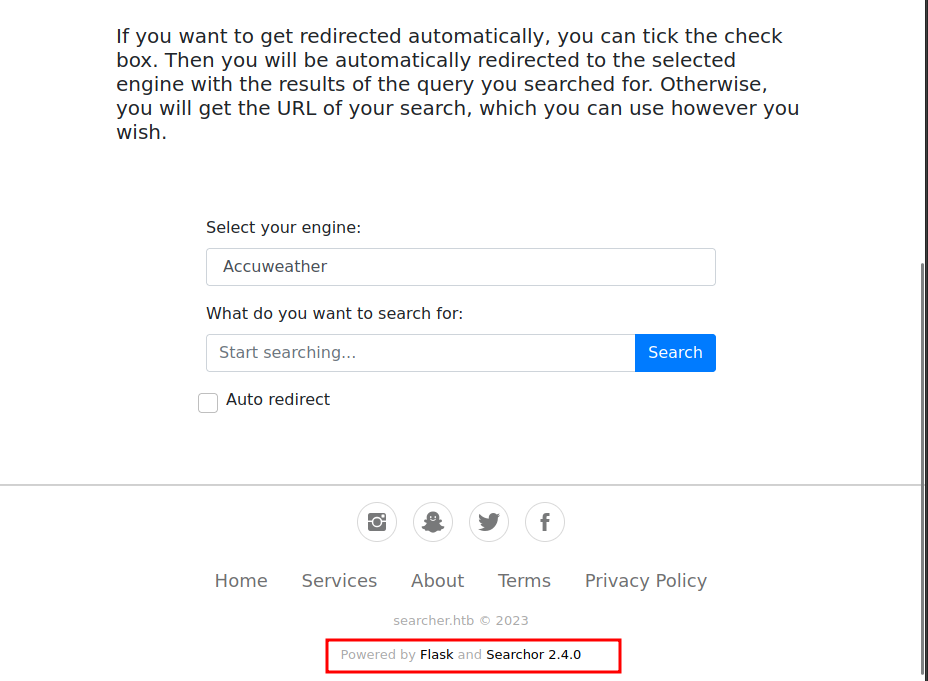 If you want to get redirected automatically, you can tick the check
box. Then you will be automatically redirected to the selected
engine with the results of the query you searched for. Otherwise,
you will get the URL of your search, which you can use however you
wish.
Select your engine:
Accuweather
What do you want to search for:
Start searching... Search
Auto redirect
Home Services About Terms Privacy Policy
searcher.htb © 2023
Powered by Flask and Searchor 2.4.0